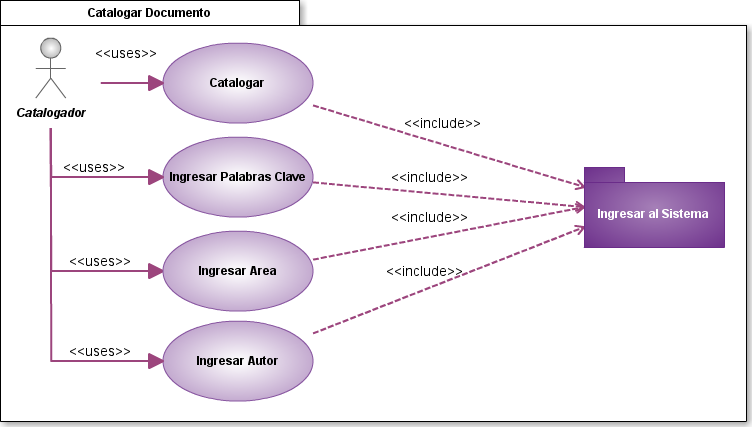 Catalogar Documento
<<uses>>
Catalogar
Catalogador
<<include>>
<<uses>>
Ingresar Palabras Clave
<<include>>
Ingresar al Sistema
<<include>>
<<uses>>
Ingresar Area
<<include>>
<<uses>>
Ingresar Autor